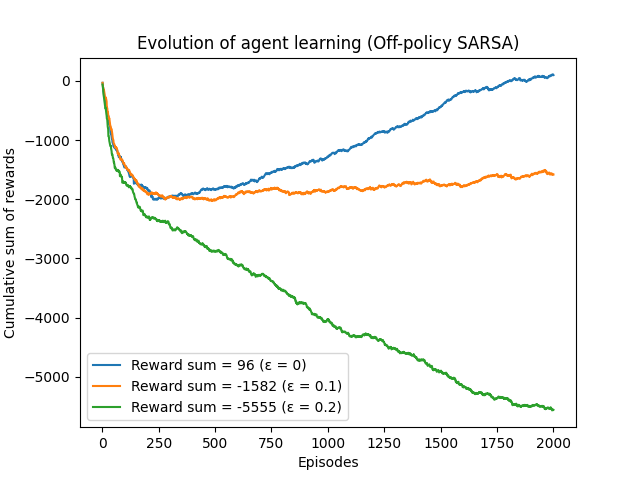 Evolution of agent learning (Off-policy SARSA)
Cumulative sum of rewards
0
−1000
−2000
−3000
−4000
−5000
Reward sum = 96 (ε = 0)
Reward sum = -1582 (ε = 0.1)
Reward sum = -5555 (ε = 0.2)
0 250 500 750 1000 1250 1500 1750 2000
Episodes